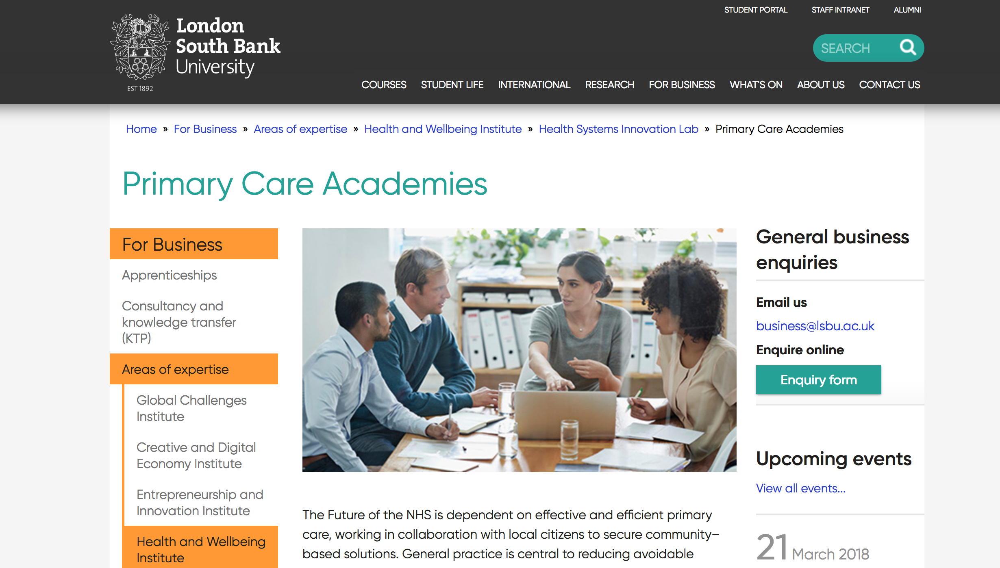 STUDENT PORTAL STAFF INTRANET ALUMNI
London
South Bank
University
EST 1892
SEARCH
COURSES STUDENT LIFE INTERNATIONAL RESEARCH FOR BUSINESS WHAT'S ON ABOUT US CONTACT US
Home » For Business » Areas of expertise » Health and Wellbeing Institute » Health Systems Innovation Lab » Primary Care Academies
Primary Care Academies
For Business
Apprenticeships
Consultancy and
knowledge transfer
(KTP)
Areas of expertise
Global Challenges
Institute
Creative and Digital
Economy Institute
Entrepreneurship and
Innovation Institute
Health and Wellbeing
Institute
The Future of the NHS is dependent on effective and efficient primary
care, working in collaboration with local citizens to secure community–
based solutions. General practice is central to reducing avoidable
General business
enquiries
Email us
business@lsbu.ac.uk
Enquire online
Enquiry form
Upcoming events
View all events...
21 March 2018